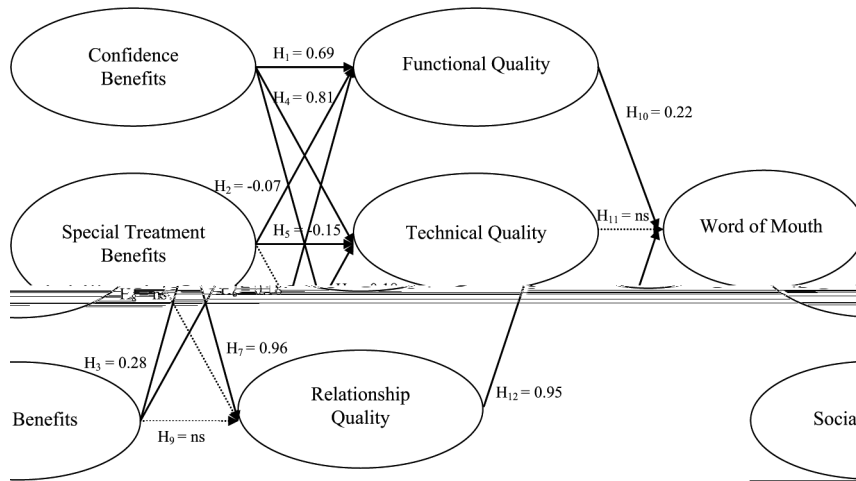 Confidence
Benefits
H1 = 0.69
Functional Quality
H4 = 0.81
H10 = 0.22
H2 = -0.07
Special Treatment
Benefits
H5 = -0.15
Technical Quality
H11 = ns
Word of Mouth
H3 = 0.28
H7 = 0.96
Relationship
Quality
H12 = 0.95
Benefits
Socia
H9 = ns